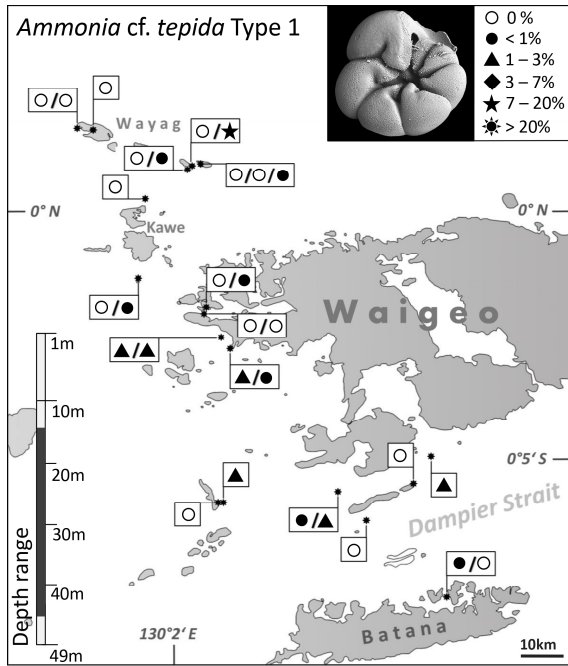 Ammonia cf. tepida Type 1
0 %
< 1%
1 – 3%
3 – 7%
7 – 20%
> 20%
Wayag
0° N
0° N
Kawe
Waigeo
1m
10m
20m
30m
40m
49m
Depth range
0°5‘ S
Dampier Strait
130°2‘ E
Batana
10km